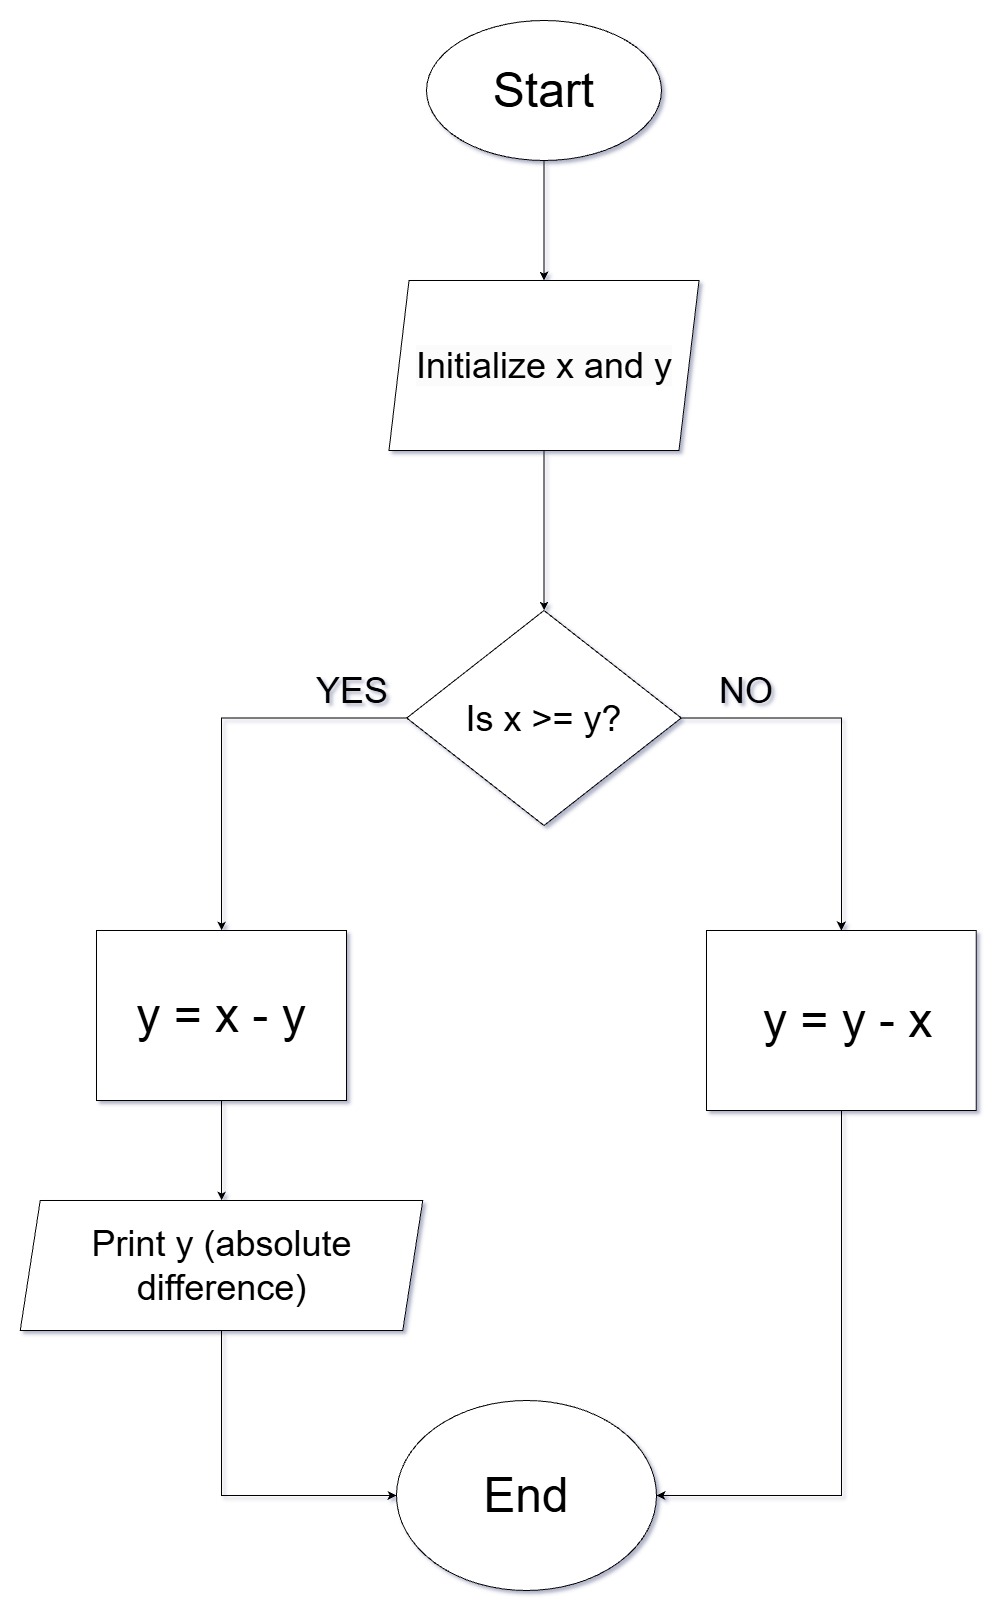 Start
Initialize x and y
YES
NO
Is x >= y?
y = x - y
y = y - x
Print y (absolute
difference)
End